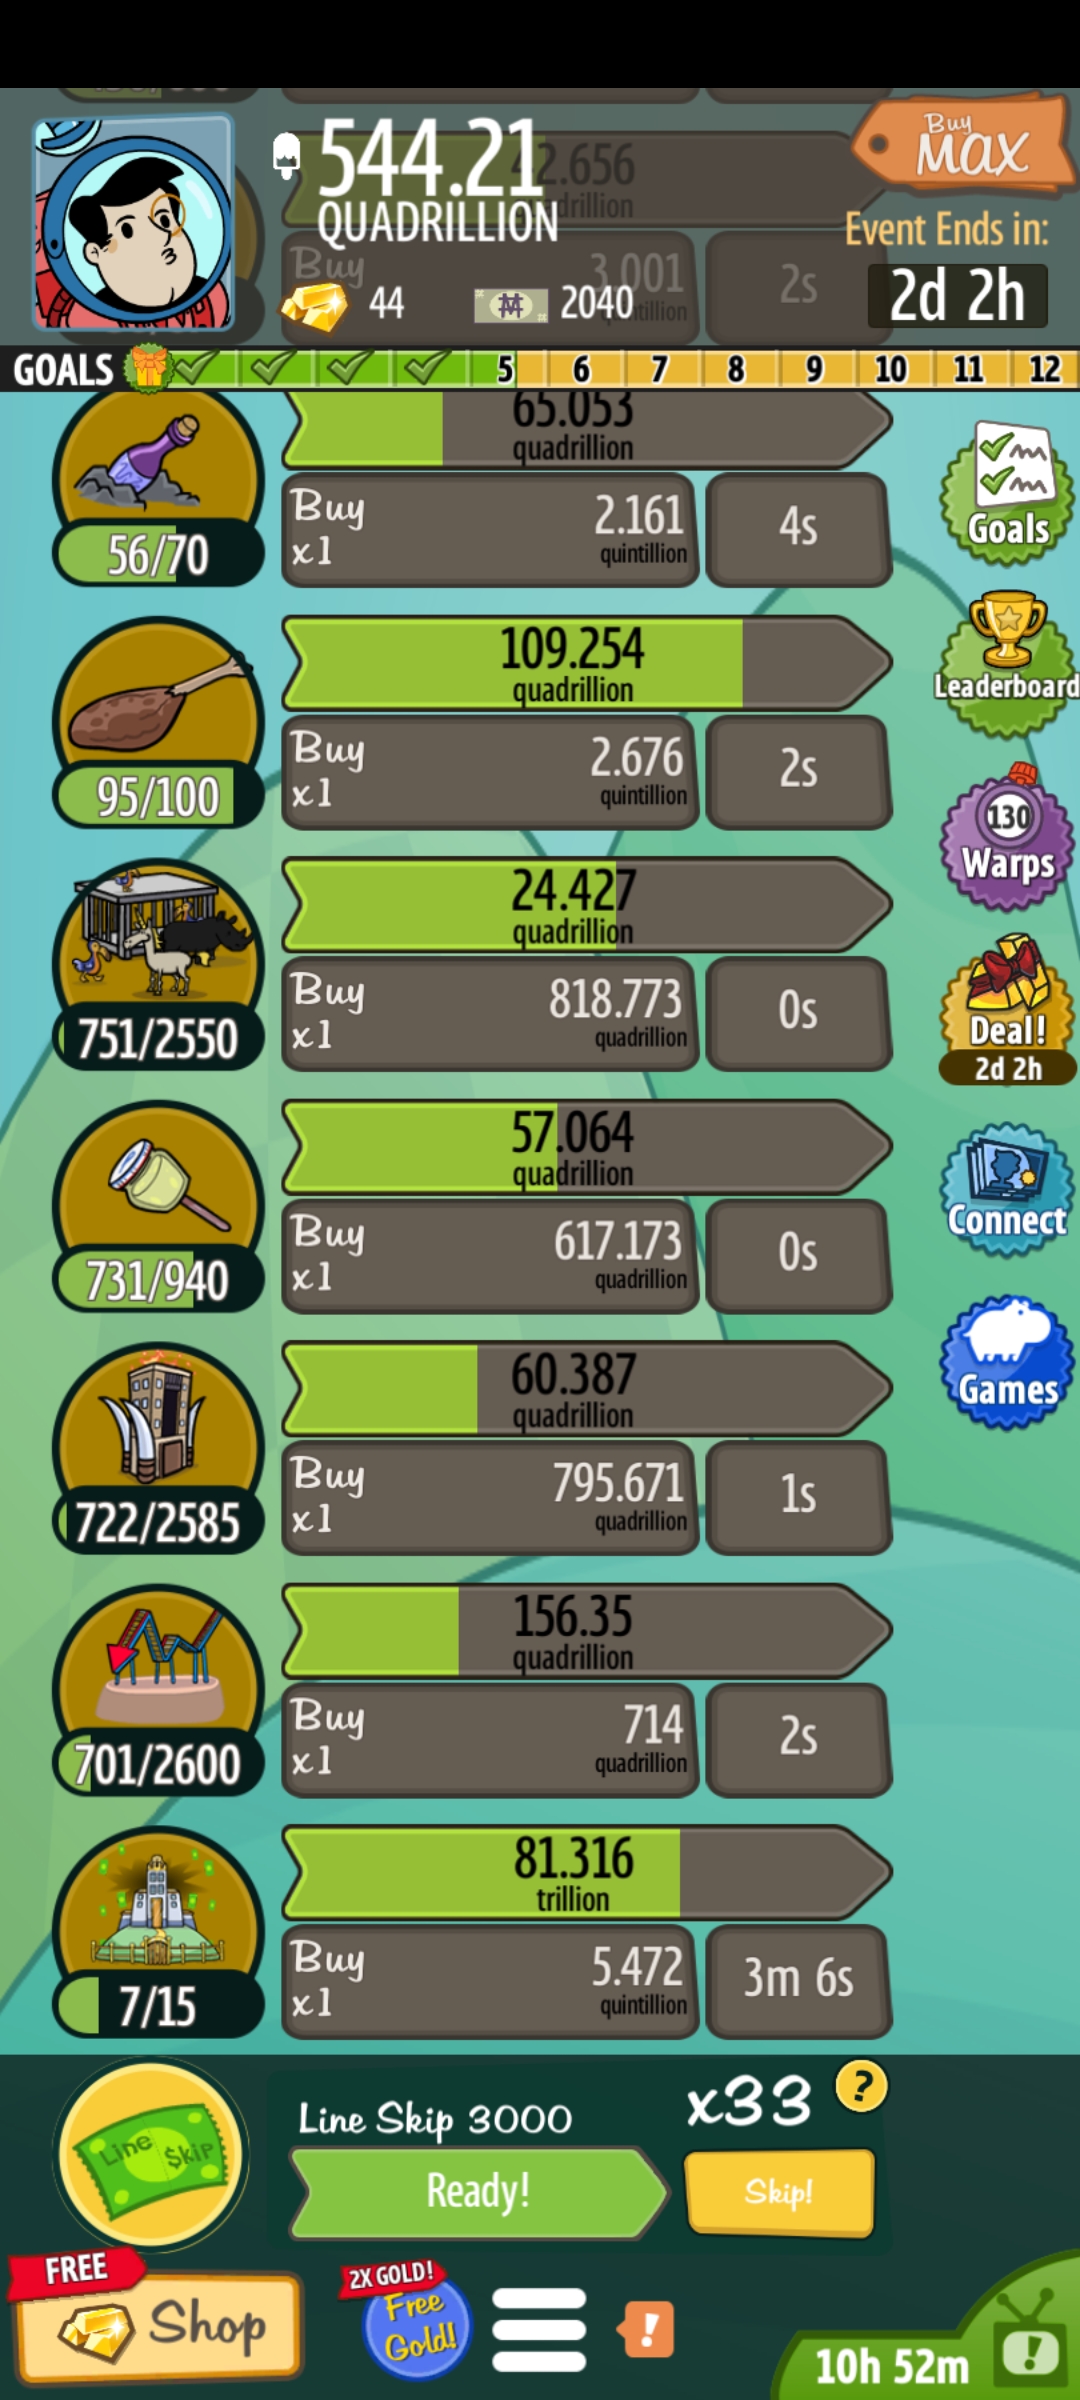 544.21
QUADRILLION
Buy
MAX
Event Ends in:
2d 2h
2.656
quadrillion
Buy
3.001
2s
44
2040
GOALS
5 6 7 8 9 10 11 12
65.053
quadrillion
56/70
Buy
x1
2.161
quintillion
4s
Goals
109.254
quadrillion
95/100
Buy
x1
2.676
quintillion
2s
Leaderboard
130
Warps
24.427
quadrillion
751/2550
Buy
x1
818.773
quadrillion
0s
Deal!
2d 2h
57.064
quadrillion
731/940
Buy
x1
617.173
quadrillion
0s
Connect
60.387
quadrillion
722/2585
Buy
x1
795.671
quadrillion
1s
Games
156.35
quadrillion
701/2600
Buy
x1
714
quadrillion
2s
81.316
trillion
7/15
Buy
x1
5.472
quintillion
3m 6s
Line $kip
Line Skip 3000
x33
?
Ready!
Skip!
FREE
Shop
2X GOLD!
Free
Gold!
!
10h 52m
!